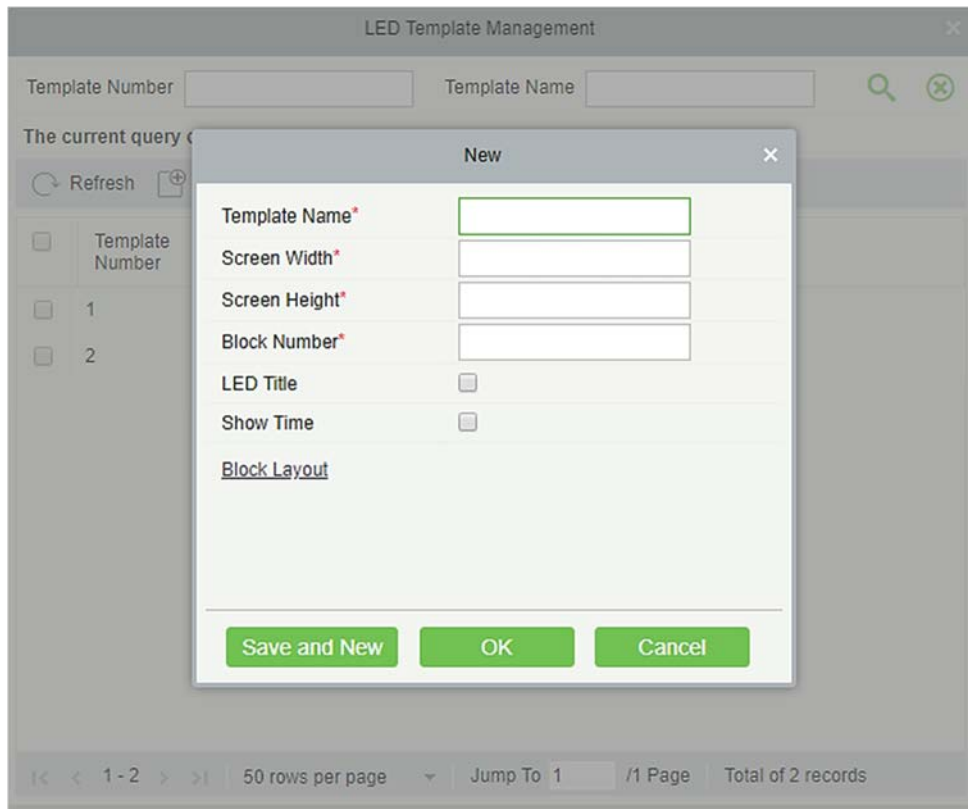 LED Template Management ×
Template Number Template Name
The current query
New ×
Refresh
Template Name*
Screen Width*
Screen Height*
Block Number*
LED Title
Show Time
Block Layout
Template
Number
1
2
Save and New OK Cancel
1 - 2 50 rows per page Jump To 1 /1 Page Total of 2 records